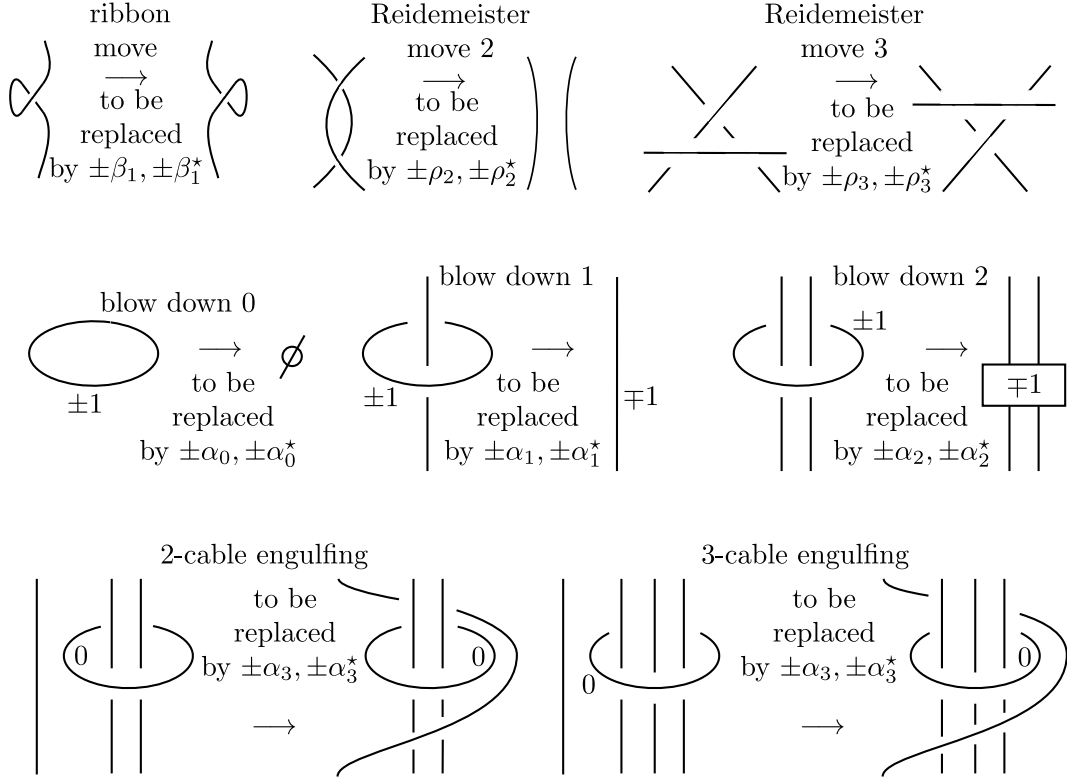 ribbon
move
⟶
to be
replaced
by ±β₁, ±β₁⋆
Reidemeister
move 2
⟶
to be
replaced
by ±ρ₂, ±ρ₂⋆
Reidemeister
move 3
⟶
to be
replaced
by ±ρ₃, ±ρ₃⋆
blow down 0
±1
⟶
to be
replaced
by ±α₀, ±α₀⋆
blow down 1
±1
⟶
to be
replaced
by ±α₁, ±α₁⋆
∓1
blow down 2
±1
⟶
to be
replaced
by ±α₂, ±α₂⋆
∓1
2-cable engulfing
0
to be
replaced
by ±α₃, ±α₃⋆
⟶
0
3-cable engulfing
0
to be
replaced
by ±α₃, ±α₃⋆
⟶
0